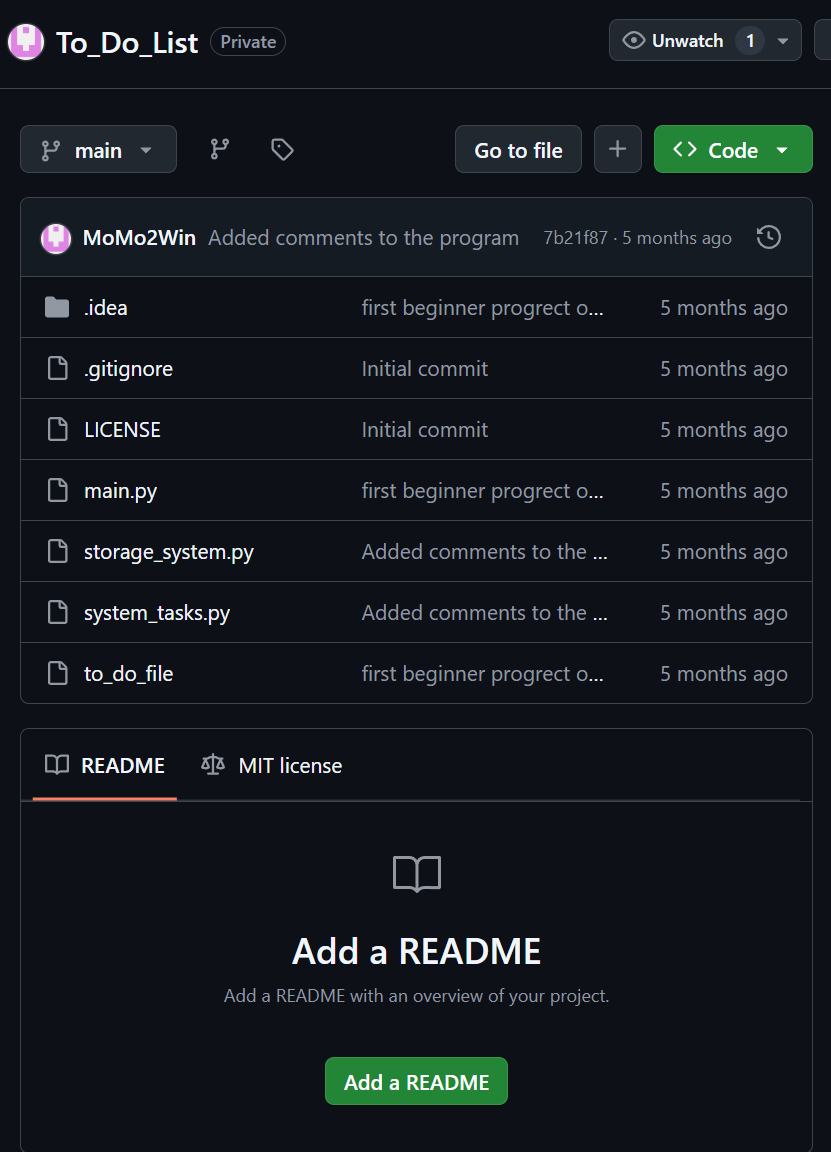 To_Do_List Private Unwatch 1
main Go to file + Code
MoMo2Win Added comments to the program 7b21f87 · 5 months ago
.idea first beginner progrect o... 5 months ago
.gitignore Initial commit 5 months ago
LICENSE Initial commit 5 months ago
main.py first beginner progrect o... 5 months ago
storage_system.py Added comments to the ... 5 months ago
system_tasks.py Added comments to the ... 5 months ago
to_do_file first beginner progrect o... 5 months ago
README MIT license
Add a README
Add a README with an overview of your project.
Add a README